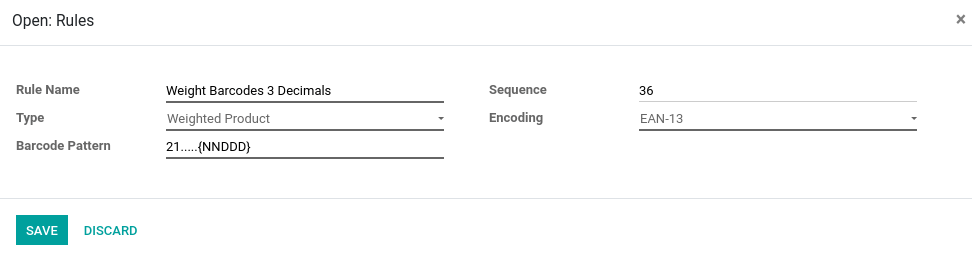 Open: Rules
×
Rule Name Weight Barcodes 3 Decimals Sequence 36
Type Weighted Product Encoding EAN-13
Barcode Pattern 21.....{NNDDD}
SAVE DISCARD